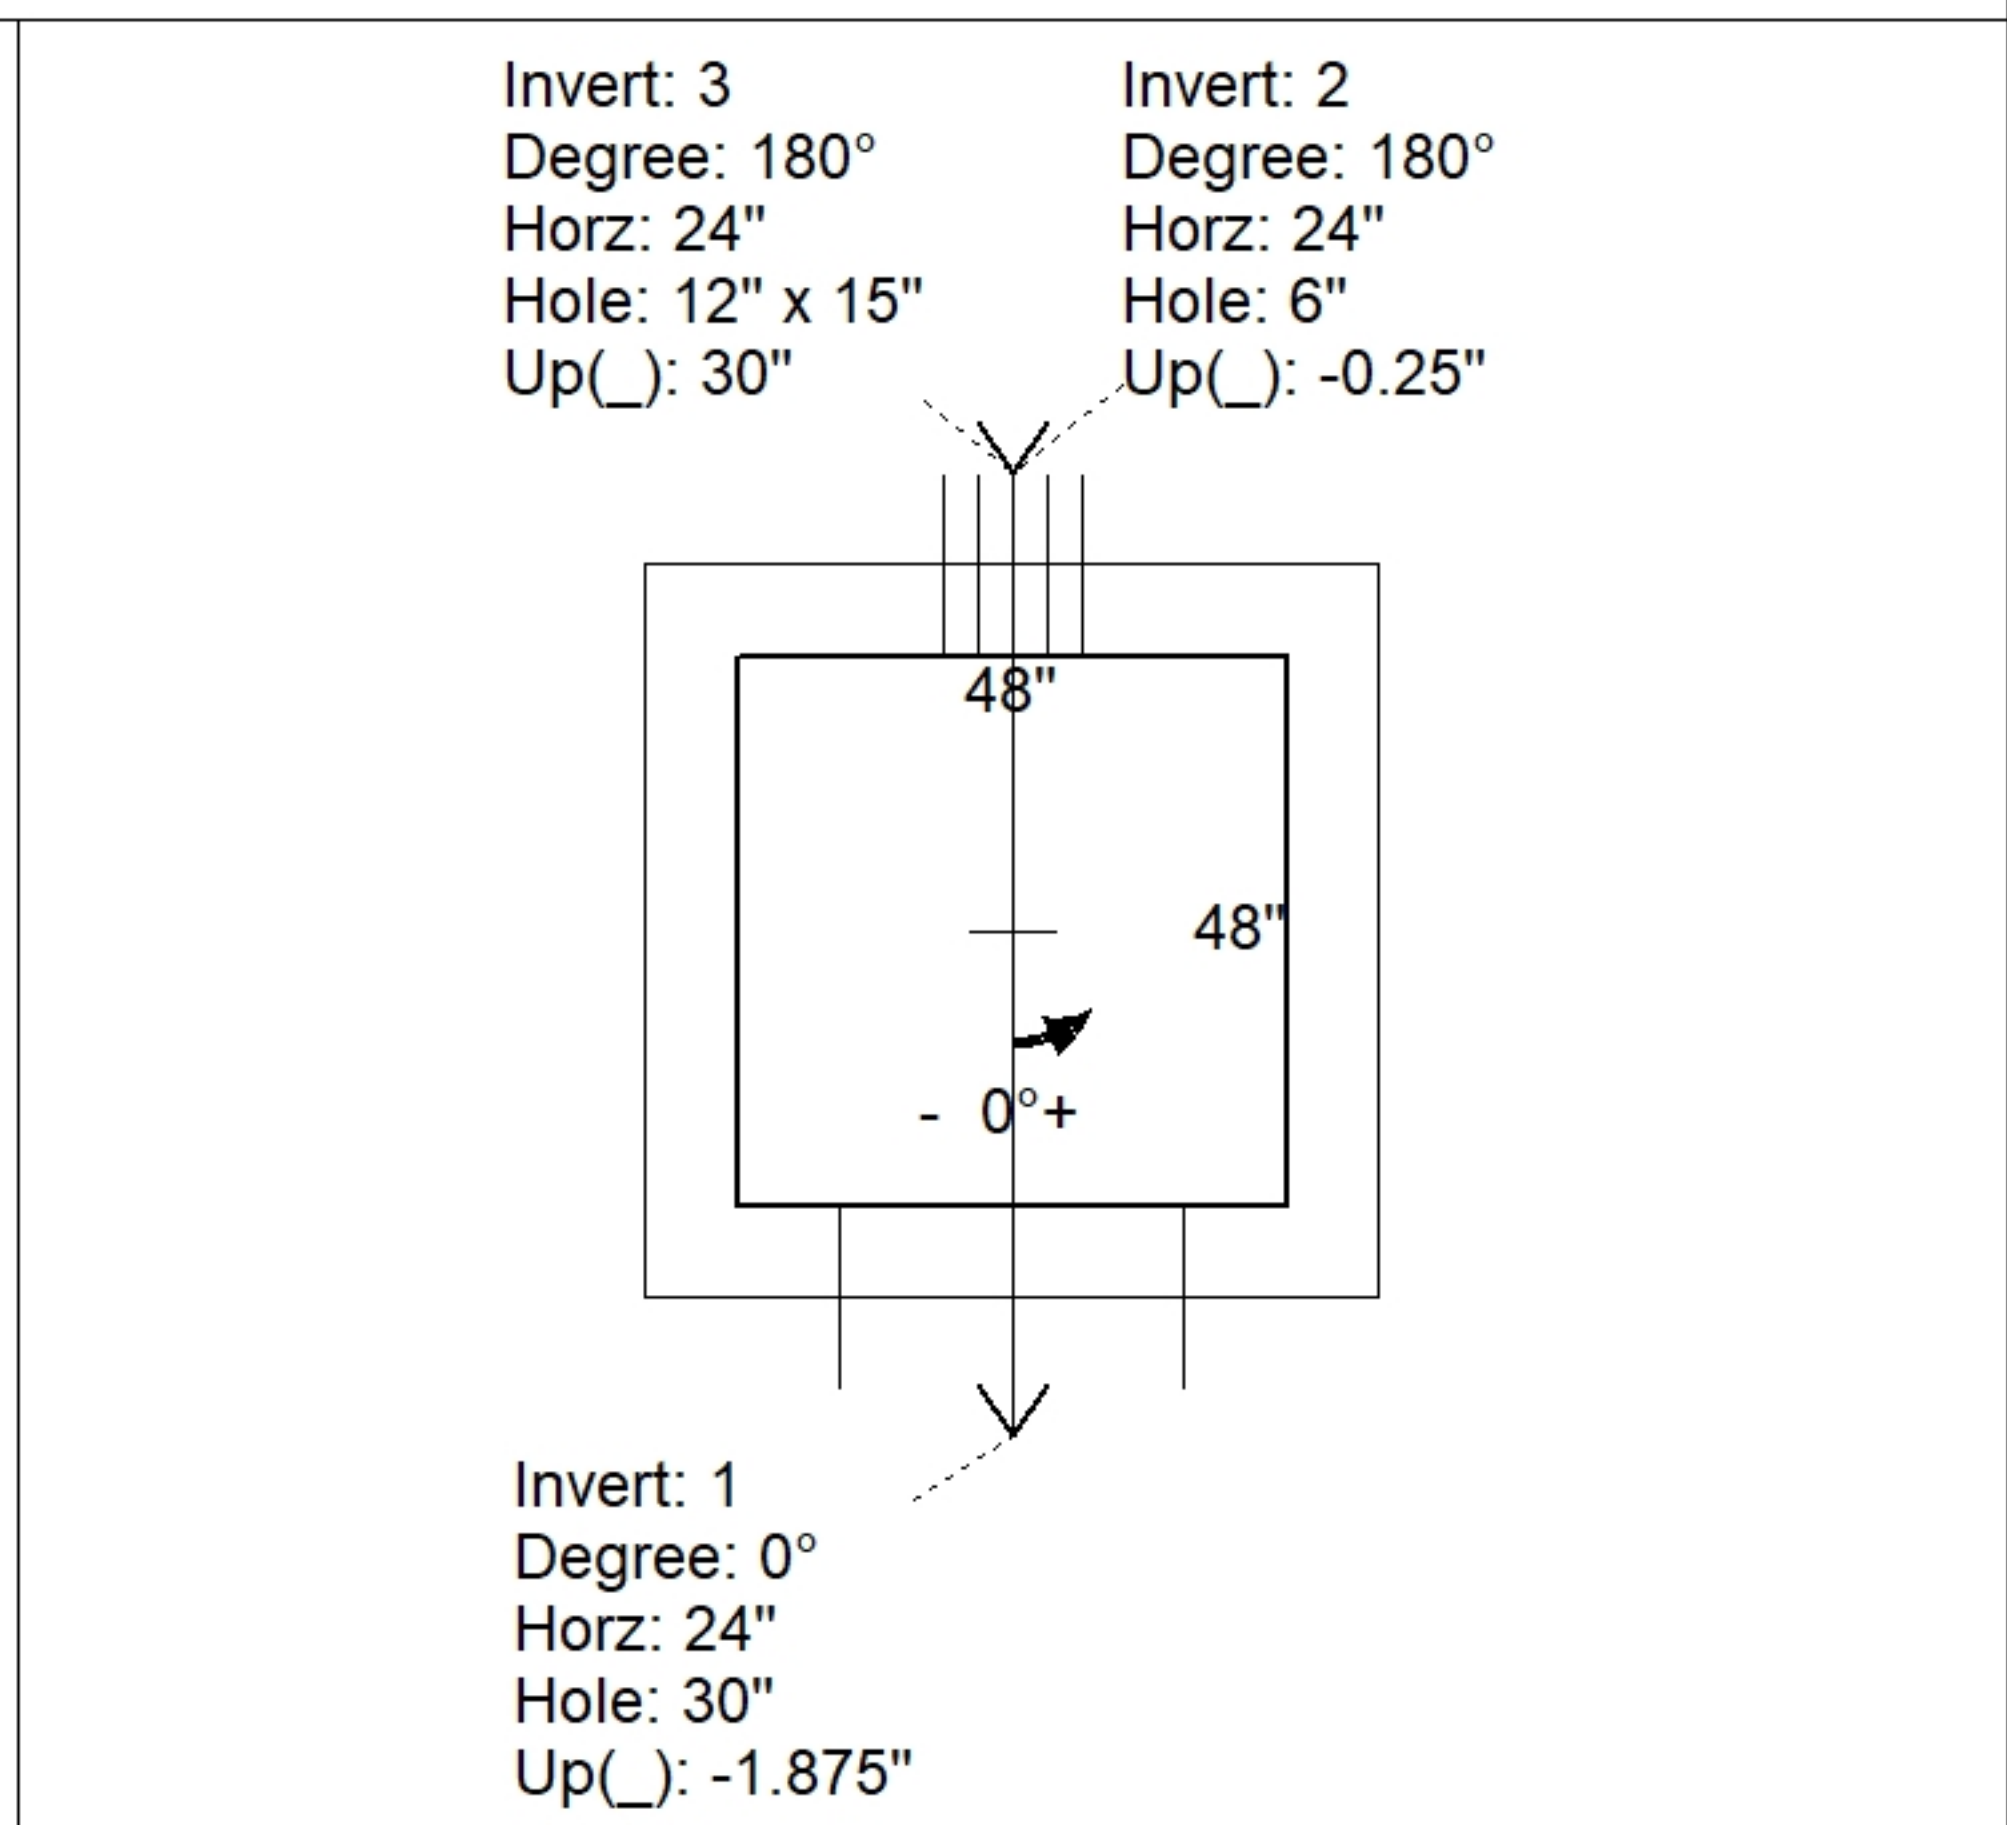 Invert: 3
Degree: 180°
Horz: 24"
Hole: 12" x 15"
Up(_): 30"
Invert: 2
Degree: 180°
Horz: 24"
Hole: 6"
Up(_): -0.25"
48"
48"
- 0°+
Invert: 1
Degree: 0°
Horz: 24"
Hole: 30"
Up(_): -1.875"